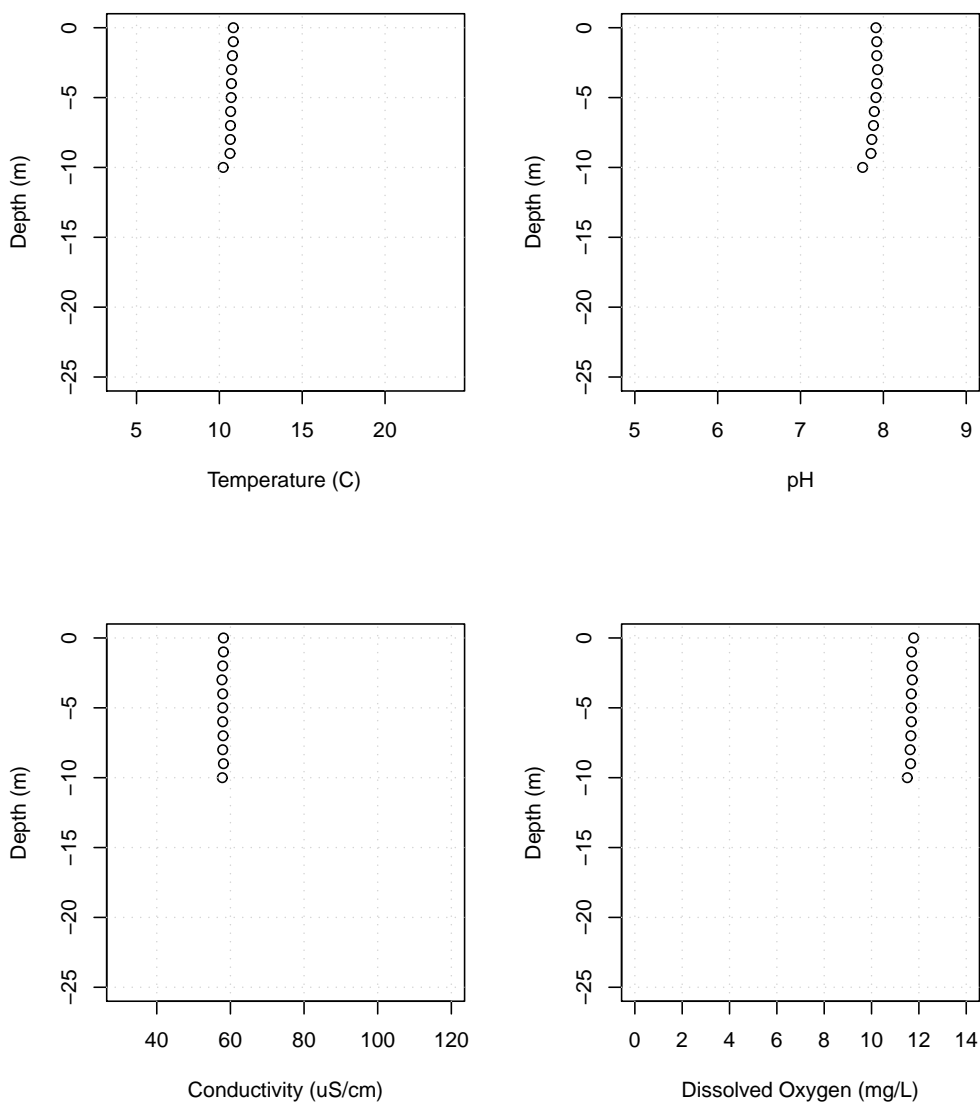 0
−5
−10
−15
−20
−25
Depth (m)
5 10 15 20
Temperature (C)
0
−5
−10
−15
−20
−25
Depth (m)
5 6 7 8 9
pH
0
−5
−10
−15
−20
−25
Depth (m)
40 60 80 100 120
Conductivity (uS/cm)
0
−5
−10
−15
−20
−25
Depth (m)
0 2 4 6 8 10 12 14
Dissolved Oxygen (mg/L)